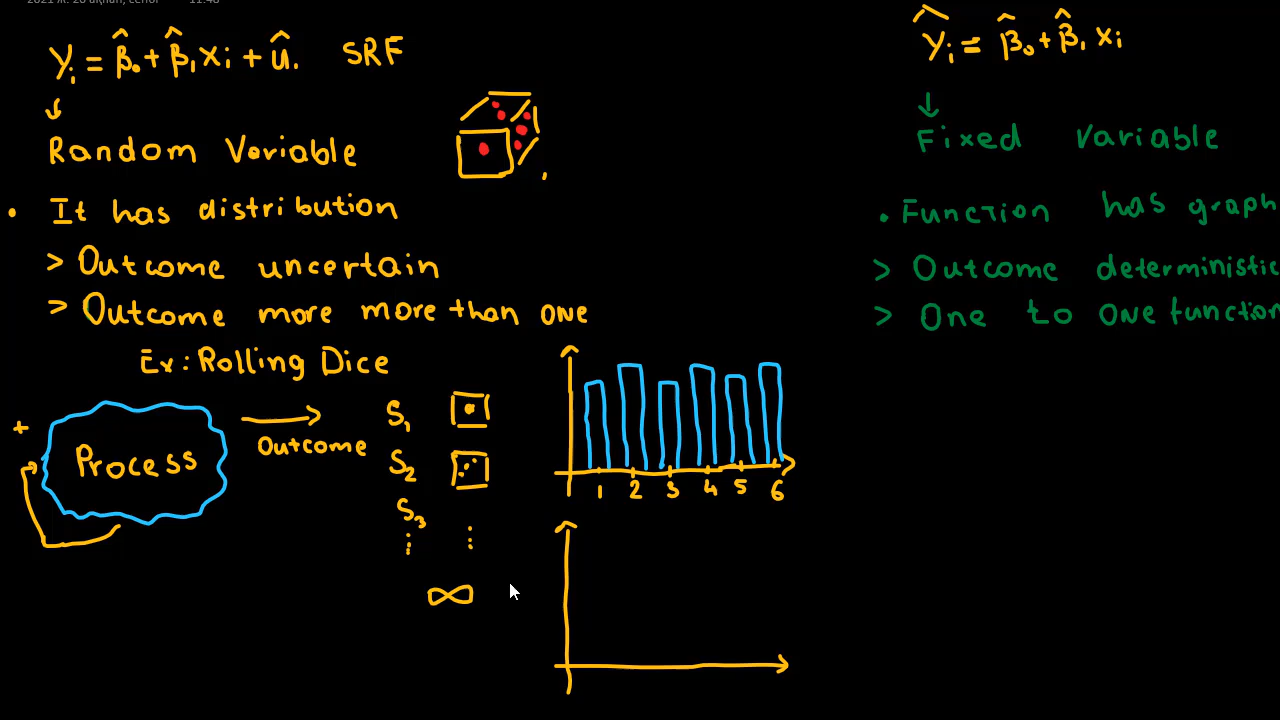 Yᵢ = β̂₀ + β̂₁xᵢ + û. SRF
Random Variable
• It has distribution
> Outcome uncertain
> Outcome more more than one
Ex: Rolling Dice
+
Process
Outcome
S₁
S₂
S₃
⋮ ⋮
∞
1 2 3 4 5 6
Ŷᵢ = β̂₀ + β̂₁xᵢ
Fixed variable
• Function has graph
> Outcome deterministic
> One to one function